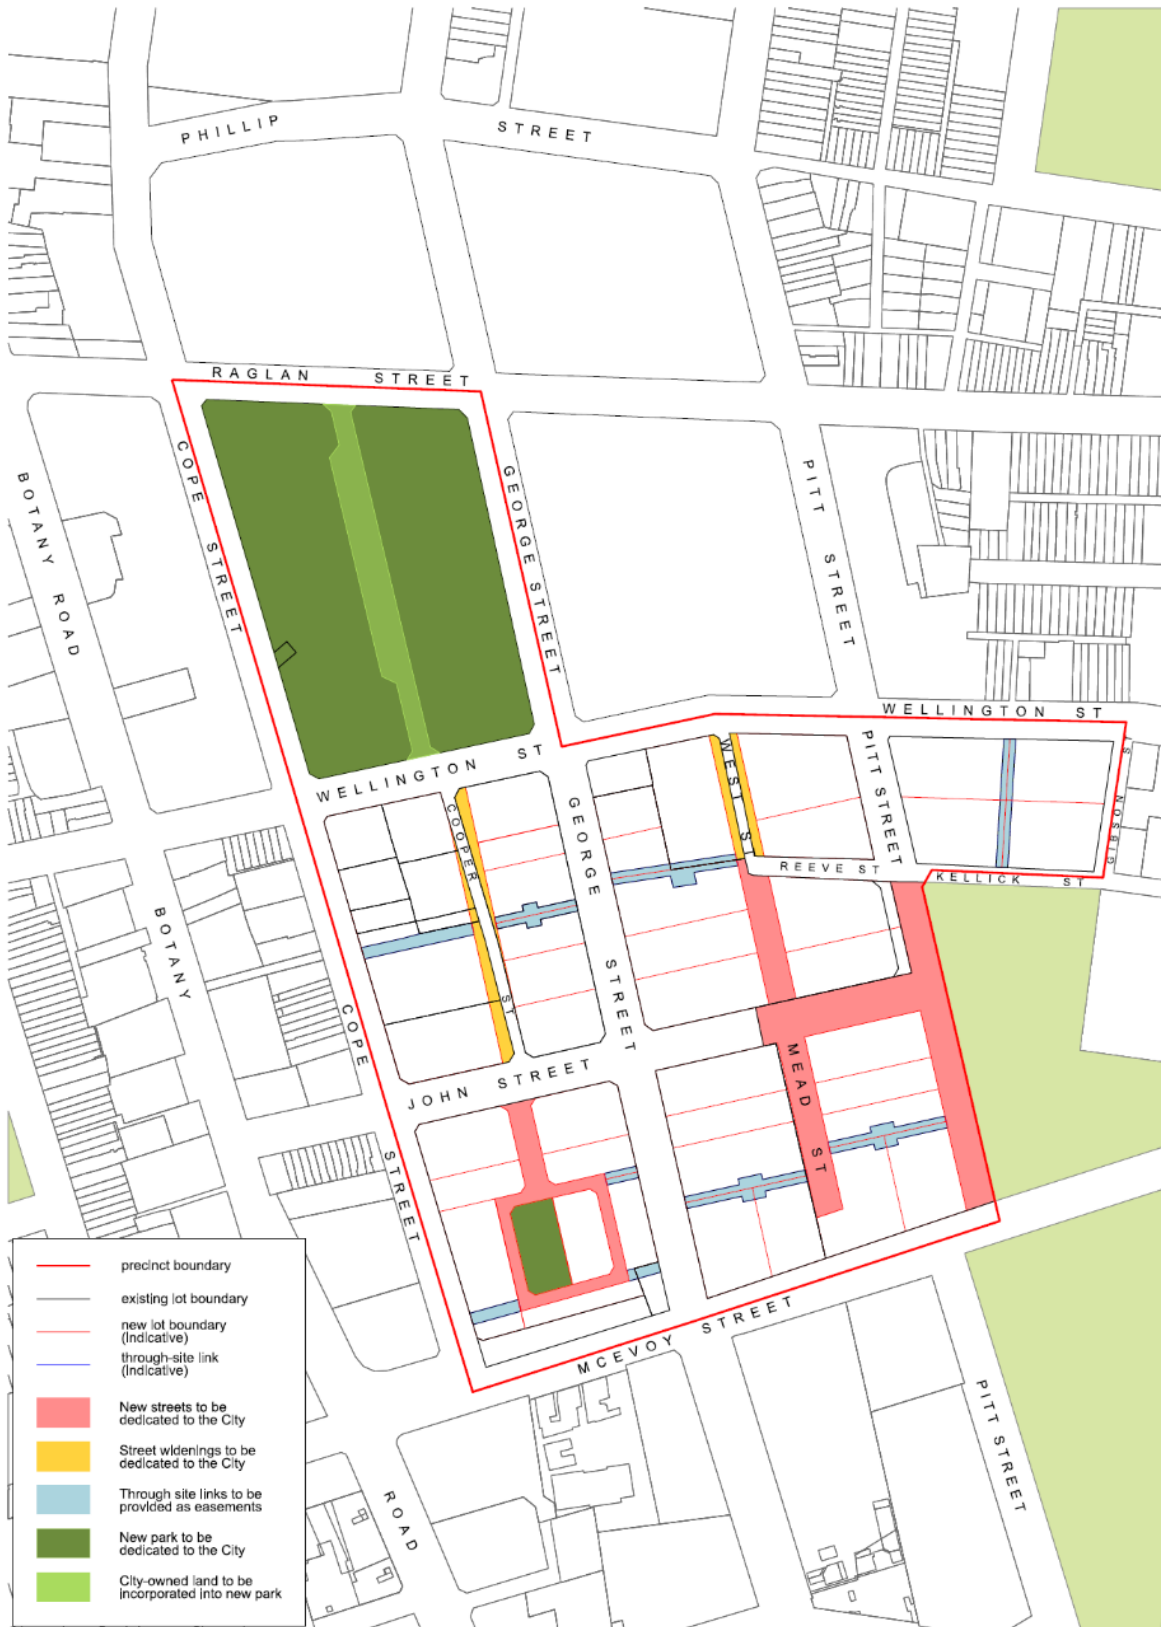 PHILLIP STREET
RAGLAN STREET
COPE STREET
GEORGE STREET
PITT STREET
BOTANY ROAD
WELLINGTON ST
WELLINGTON ST
WEST ST
PITT STREET
GIBSON ST
COOPER ST
GEORGE STREET
REEVE ST
KELLICK ST
BOTANY ROAD
COPE STREET
JOHN STREET
MEAD ST
MCEVOY STREET
PITT STREET
precinct boundary
existing lot boundary
new lot boundary
(indicative)
through-site link
(indicative)
New streets to be
dedicated to the City
Street widenings to be
dedicated to the City
Through site links to be
provided as easements
New park to be
dedicated to the City
City-owned land to be
incorporated into new park